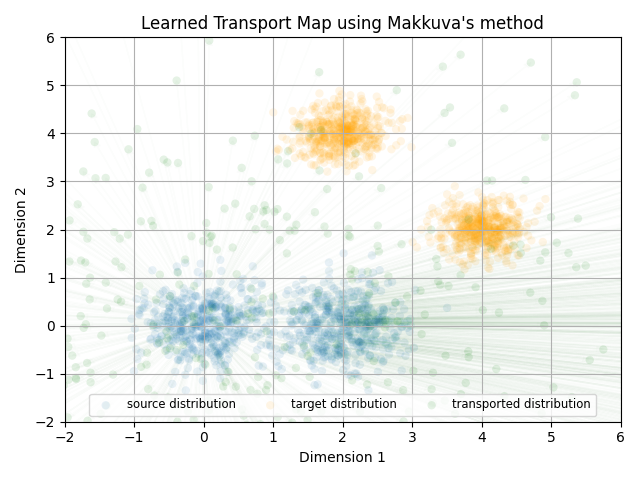 Learned Transport Map using Makkuva's method
6
5
4
3
2
1
0
−1
−2
Dimension 2
source distribution target distribution transported distribution
−2 −1 0 1 2 3 4 5 6
Dimension 1